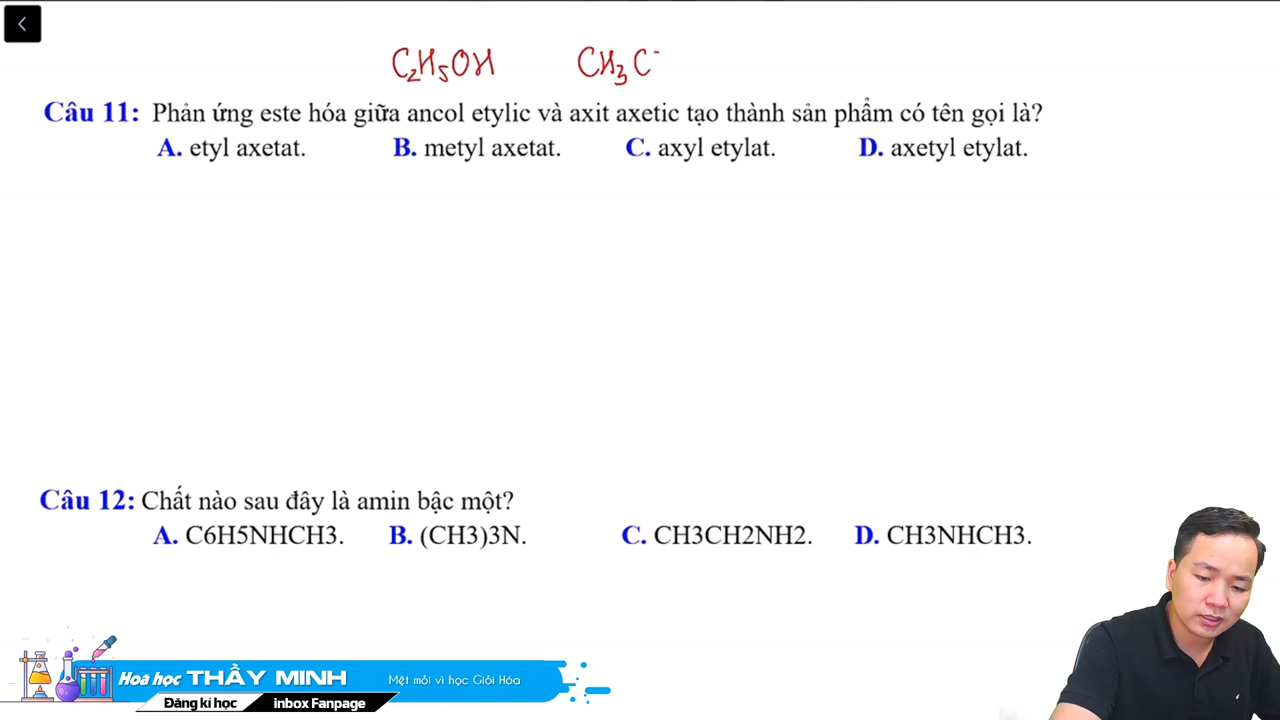 C₂H₅OH CH₃C
Câu 11: Phản ứng este hóa giữa ancol etylic và axit axetic tạo thành sản phẩm có tên gọi là?
A. etyl axetat. B. metyl axetat. C. axyl etylat. D. axetyl etylat.
Câu 12: Chất nào sau đây là amin bậc một?
A. C6H5NHCH3. B. (CH3)3N. C. CH3CH2NH2. D. CH3NHCH3.
Hoá học THẦY MINH Mệt mỏi vì học Giỏi Hóa
Đăng kí học inbox Fanpage